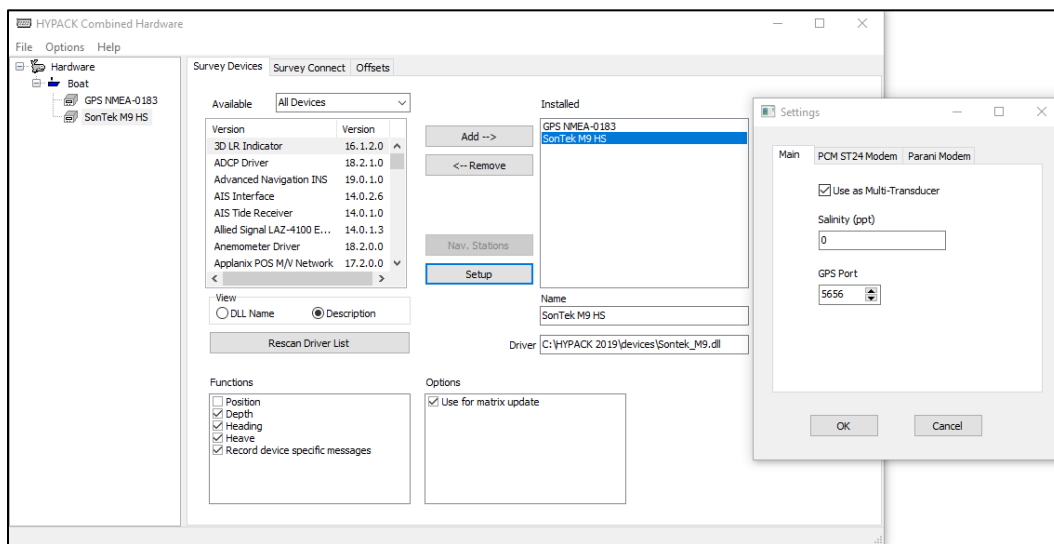 HYPACK Combined Hardware
File Options Help
Hardware
Boat
GPS NMEA-0183
SonTek M9 HS
Survey Devices Survey Connect Offsets
Available All Devices
Version Version
3D LR Indicator 16.1.2.0
ADCP Driver 18.2.1.0
Advanced Navigation INS 19.0.1.0
AIS Interface 14.0.2.6
AIS Tide Receiver 14.0.1.0
Allied Signal LAZ-4100 E... 14.0.1.3
Anemometer Driver 18.2.0.0
Applanix POS M/V Network 17.2.0.0
View
DLL Name Description
Rescan Driver List
Add -->
<-- Remove
Nav. Stations
Setup
Installed
GPS NMEA-0183
SonTek M9 HS
Name
SonTek M9 HS
Driver C:\HYPACK 2019\devices\Sontek_M9.dll
Functions
Position
Depth
Heading
Heave
Record device specific messages
Options
Use for matrix update
Settings
Main PCM ST24 Modem Parani Modem
Use as Multi-Transducer
Salinity (ppt)
0
GPS Port
5656
OK Cancel